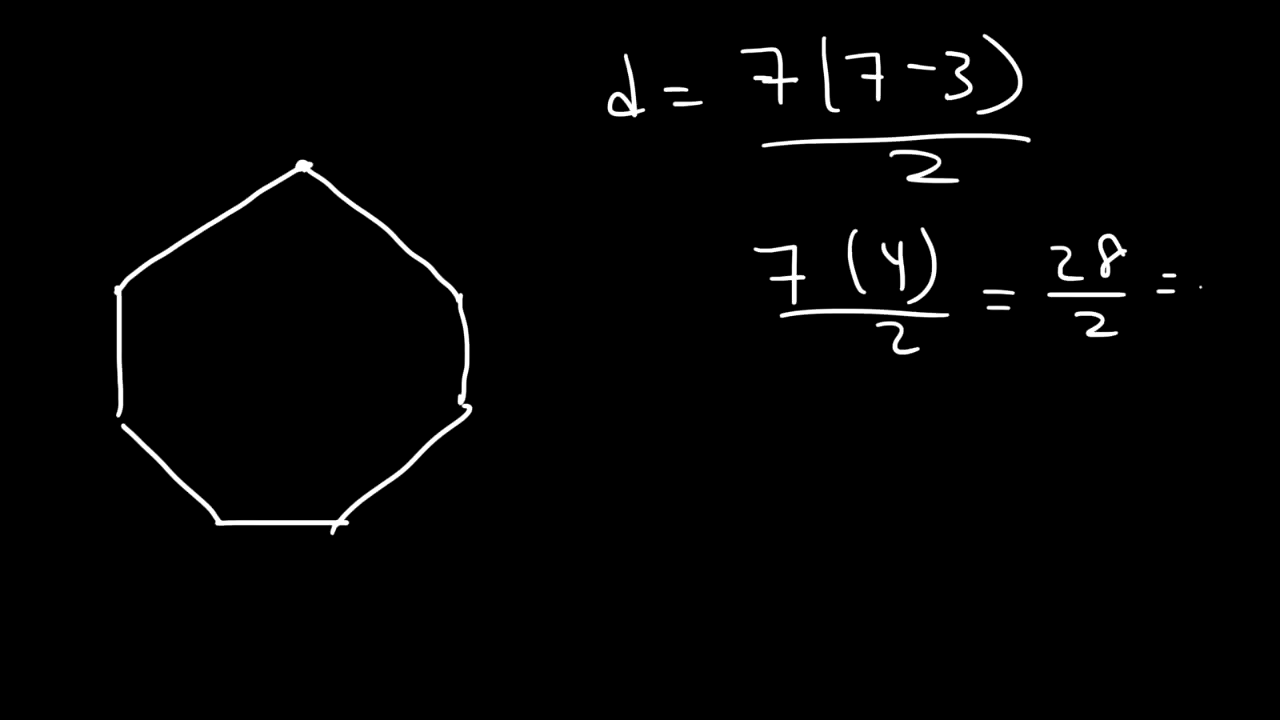 d = 7(7-3)
2
7(4) = 28 =
2 2